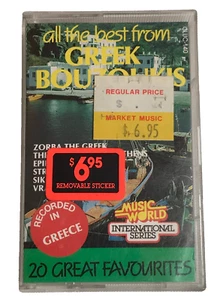 all the best from
GREEK
BOUZOUKIS
REGULAR PRICE
$
MARKET MUSIC
$6.95
ZORBA THE GREEK
$6.95
REMOVABLE STICKER
RECORDED
IN
GREECE
MUSIC
WORLD
INTERNATIONAL
SERIES
20 GREAT FAVOURITES